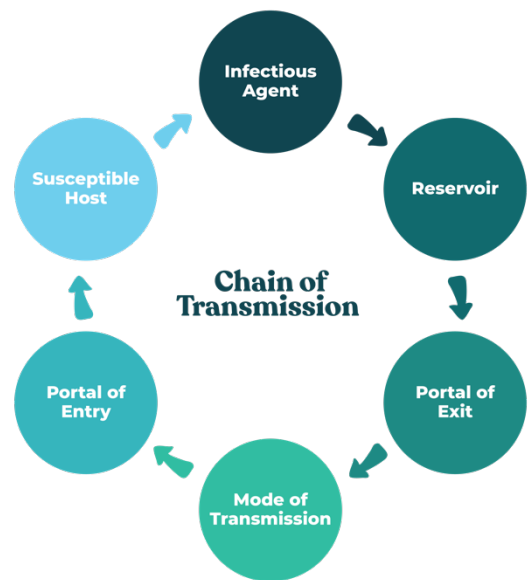 Infectious
Agent
Susceptible
Host
Reservoir
Chain of
Transmission
Portal of
Entry
Portal of
Exit
Mode of
Transmission